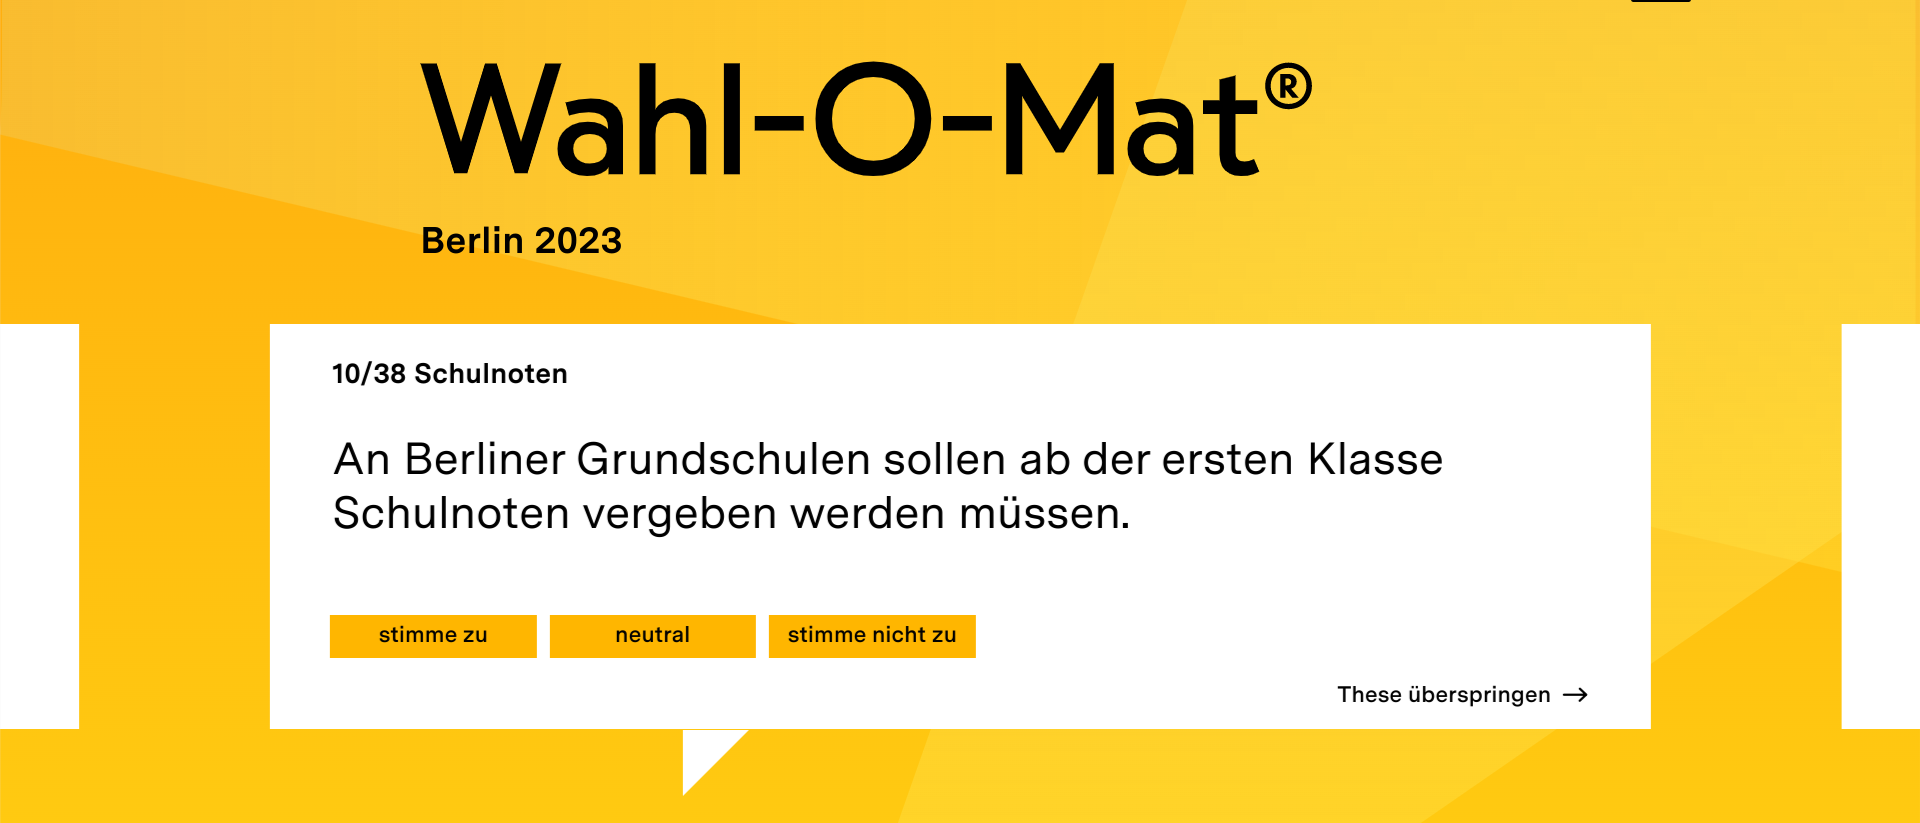 Wahl-O-Mat®
Berlin 2023
10/38 Schulnoten
An Berliner Grundschulen sollen ab der ersten Klasse
Schulnoten vergeben werden müssen.
stimme zu
neutral
stimme nicht zu
These überspringen →